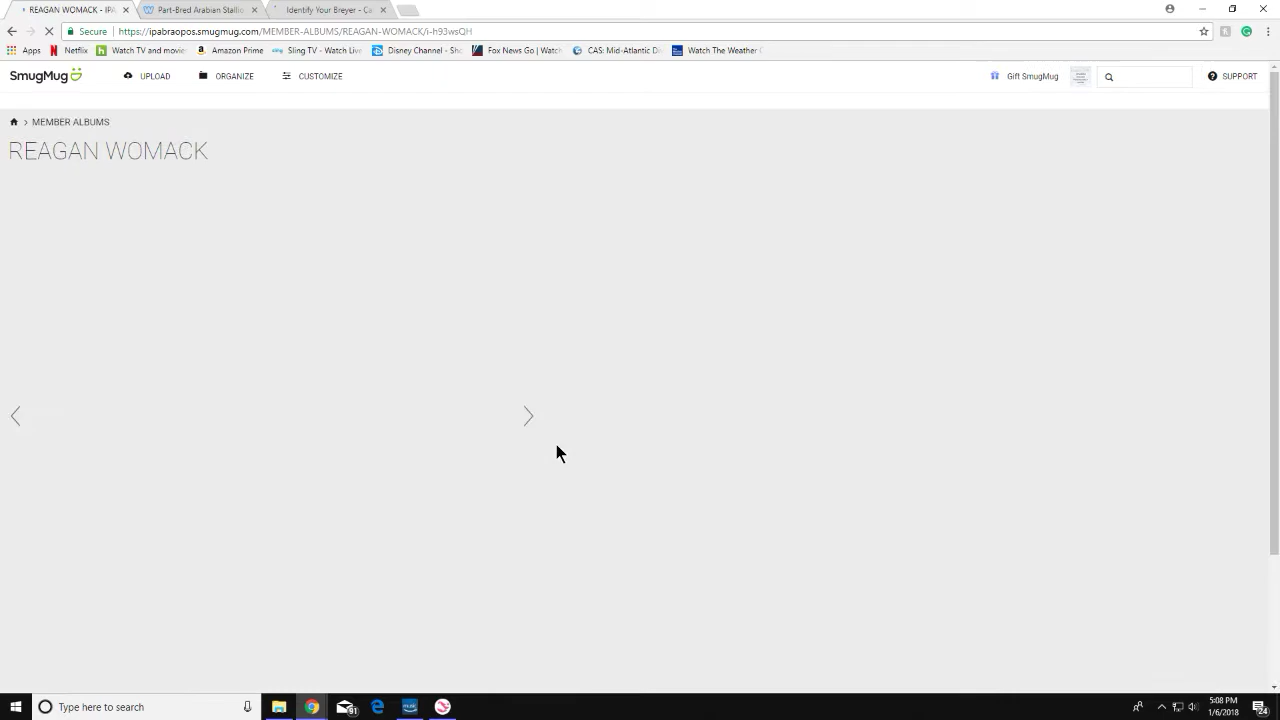 REAGAN WOMACK - IPA
Part-Bred Arabian Stallio
Identify Your Breyer - Ca
Secure
https://ipabraopos.smugmug.com/MEMBER-ALBUMS/REAGAN-WOMACK/i-h93wsQH
Apps
Netflix
Watch TV and movie
Amazon Prime
Sling TV - Watch Live
Disney Channel - Sho
Fox News Go | Watch
CAS: Mid-Atlantic Di
Watch The Weather C
SmugMug
UPLOAD
ORGANIZE
CUSTOMIZE
Gift SmugMug
SUPPORT
MEMBER ALBUMS
REAGAN WOMACK
Type here to search
5:08 PM
1/6/2018